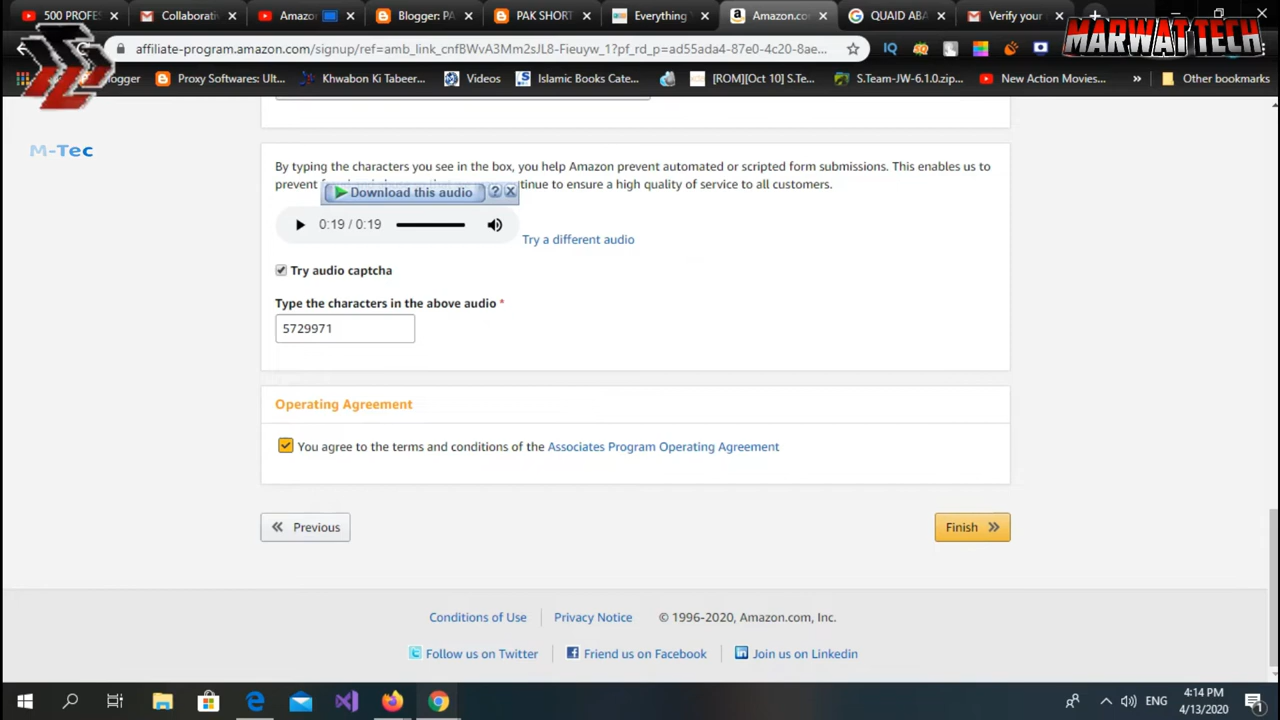 500 PROFES
Collaborati
Amazon
Blogger: PA
PAK SHORT
Everything
Amazon.co
QUAID ABA
Verify your
MARWAT TECH
affiliate-program.amazon.com/signup/ref=amb_link_cnfBWvA3Mm2sJL8-Fieuyw_1?pf_rd_p=ad55ada4-87e0-4c20-8ae...
IQ
ogger
Proxy Softwares: Ult...
Khwabon Ki Tabeer...
Videos
Islamic Books Cate...
[ROM][Oct 10] S.Te...
S.Team-JW-6.1.0.zip...
New Action Movies...
»
Other bookmarks
M-Tec
By typing the characters you see in the box, you help Amazon prevent automated or scripted form submissions. This enables us to
prevent
tinue to ensure a high quality of service to all customers.
Download this audio
?
0:19 / 0:19
Try a different audio
Try audio captcha
Type the characters in the above audio *
5729971
Operating Agreement
You agree to the terms and conditions of the Associates Program Operating Agreement
Previous
Finish
Conditions of Use
Privacy Notice
© 1996-2020, Amazon.com, Inc.
Follow us on Twitter
Friend us on Facebook
Join us on Linkedin
ENG
4:14 PM
4/13/2020
1